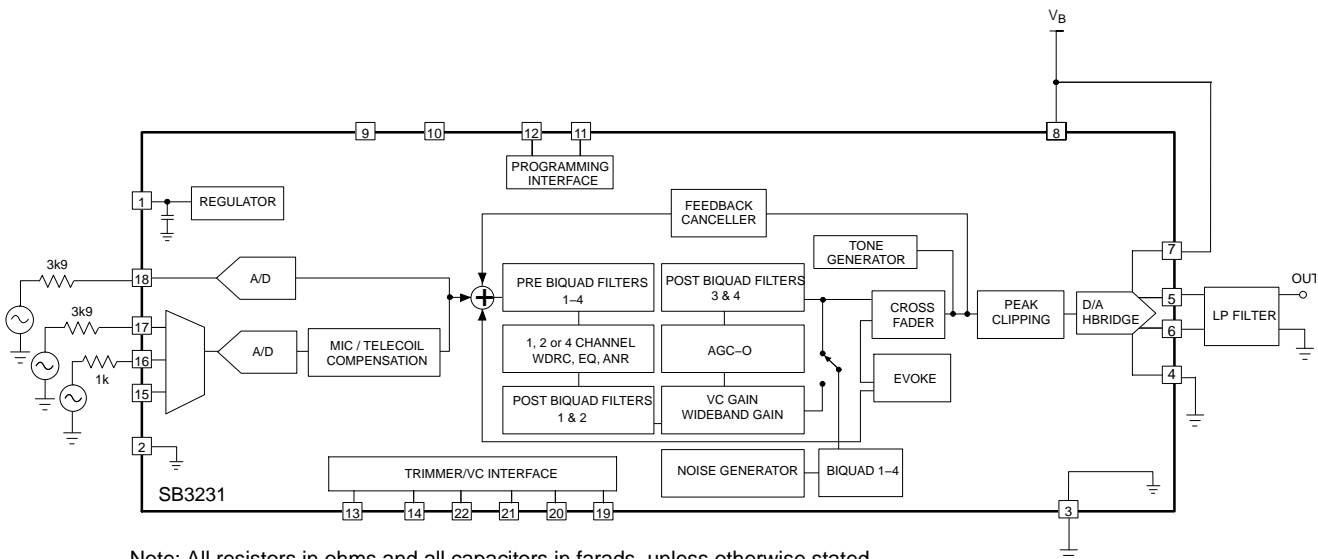 VB
9
10
12
11
8
PROGRAMMING
INTERFACE
1
REGULATOR
FEEDBACK
CANCELLER
7
TONE
GENERATOR
3k9
18
A/D
PRE BIQUAD FILTERS
1–4
POST BIQUAD FILTERS
3 & 4
CROSS
FADER
PEAK
CLIPPING
D/A
HBRIDGE
5
OUT
LP FILTER
6
3k9
17
A/D
MIC / TELECOIL
COMPENSATION
1, 2 or 4 CHANNEL
WDRC, EQ, ANR
AGC–O
EVOKE
16
1k
15
4
POST BIQUAD FILTERS
1 & 2
VC GAIN
WIDEBAND GAIN
2
TRIMMER/VC INTERFACE
NOISE GENERATOR
BIQUAD 1–4
SB3231
13
14
22
21
20
19
3
Note: All resistors in ohms and all capacitors in farads, unless otherwise stated.